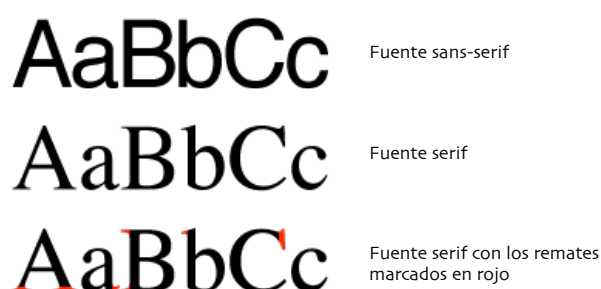 AaBbCc Fuente sans-serif
AaBbCc Fuente serif
AaBbCc Fuente serif con los remates
marcados en rojo